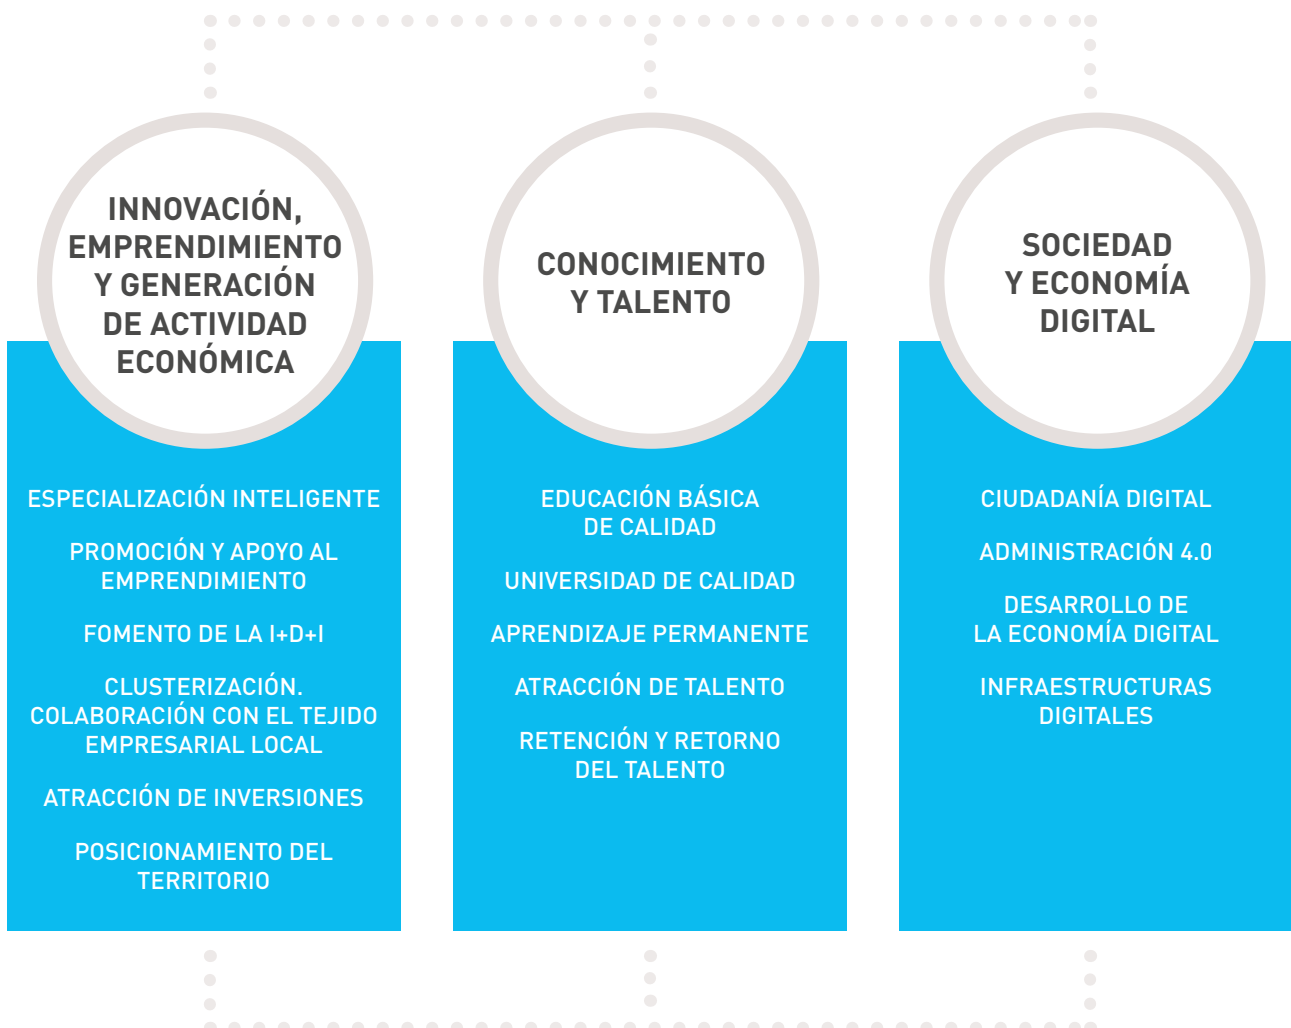 INNOVACIÓN,
EMPRENDIMIENTO
Y GENERACIÓN
DE ACTIVIDAD
ECONÓMICA
ESPECIALIZACIÓN INTELIGENTE
PROMOCIÓN Y APOYO AL
EMPRENDIMIENTO
FOMENTO DE LA I+D+I
CLUSTERIZACIÓN.
COLABORACIÓN CON EL TEJIDO
EMPRESARIAL LOCAL
ATRACCIÓN DE INVERSIONES
POSICIONAMIENTO DEL
TERRITORIO
CONOCIMIENTO
Y TALENTO
EDUCACIÓN BÁSICA
DE CALIDAD
UNIVERSIDAD DE CALIDAD
APRENDIZAJE PERMANENTE
ATRACCIÓN DE TALENTO
RETENCIÓN Y RETORNO
DEL TALENTO
SOCIEDAD
Y ECONOMÍA
DIGITAL
CIUDADANÍA DIGITAL
ADMINISTRACIÓN 4.0
DESARROLLO DE
LA ECONOMÍA DIGITAL
INFRAESTRUCTURAS
DIGITALES